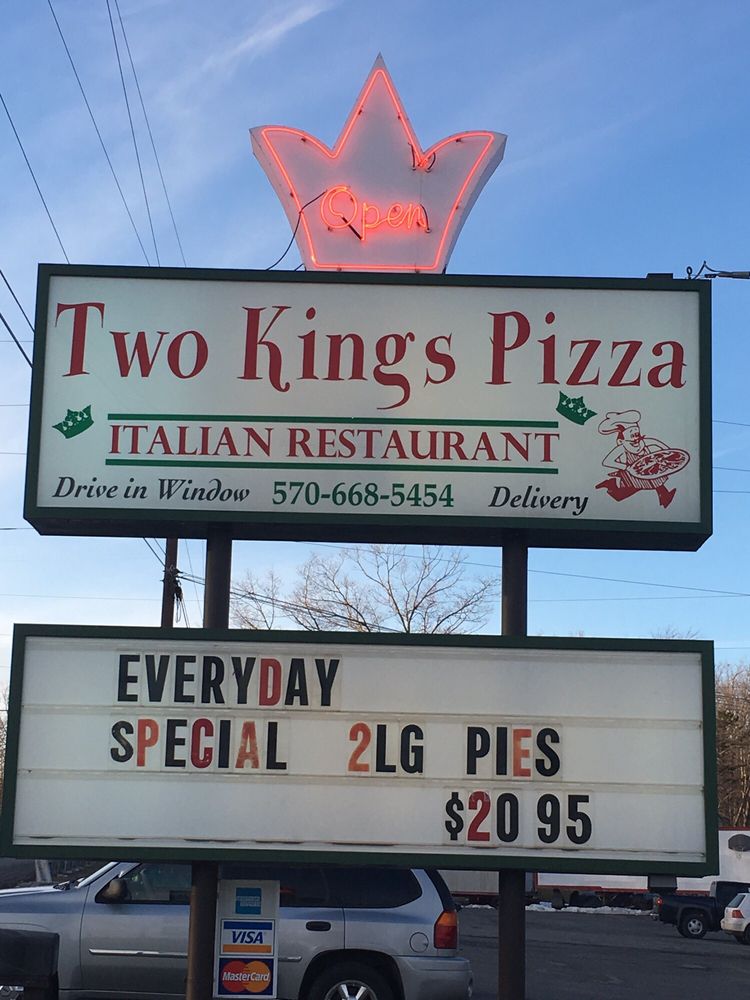 Open
Two Kings Pizza
ITALIAN RESTAURANT
Drive in Window 570-668-5454 Delivery
EVERYDAY
SPECIAL 2LG PIES
$20 95
VISA
MasterCard